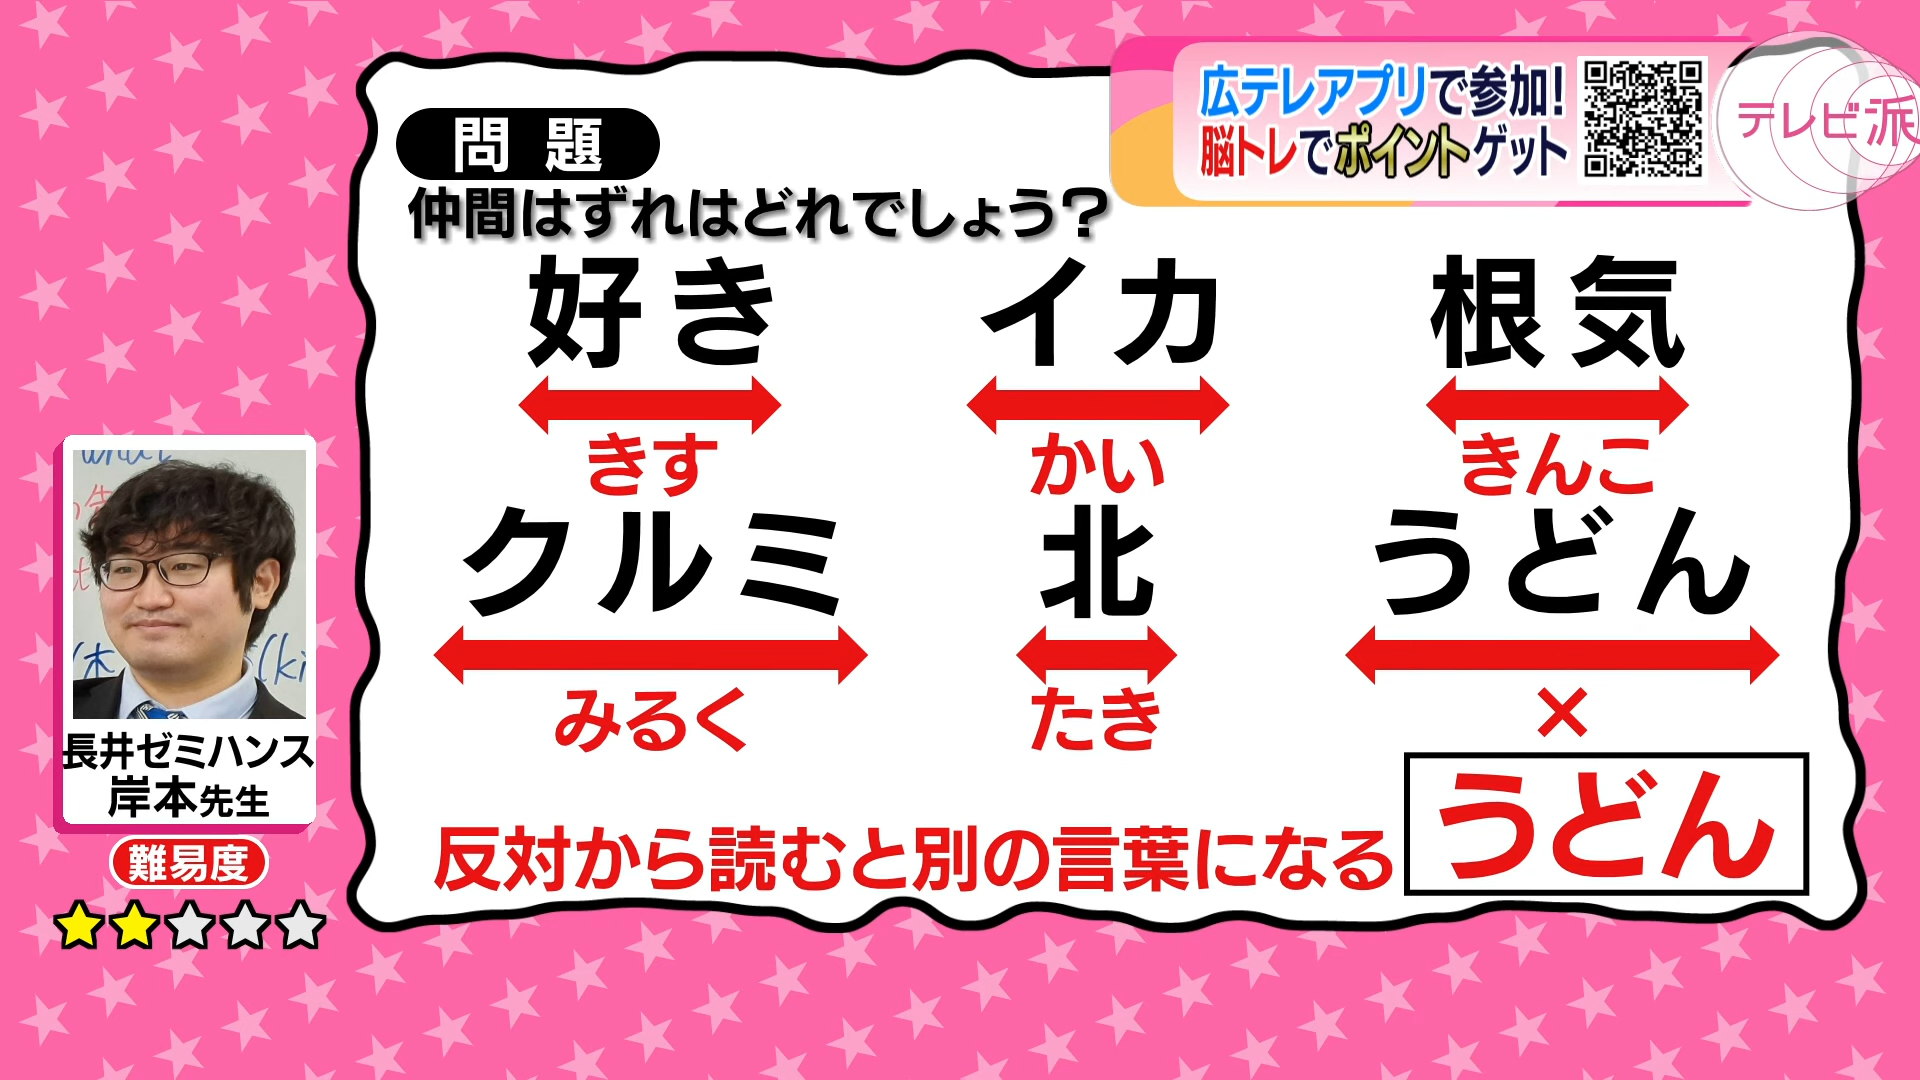 広テレアプリで参加！
脳トレでポイントゲット
テレビ派
問題
仲間はずれはどれでしょう？
好き
イカ
根気
きす
かい
きんこ
クルミ
北
うどん
みるく
たき
×
反対から読むと別の言葉になる
うどん
長井ゼミハンス
岸本先生
難易度